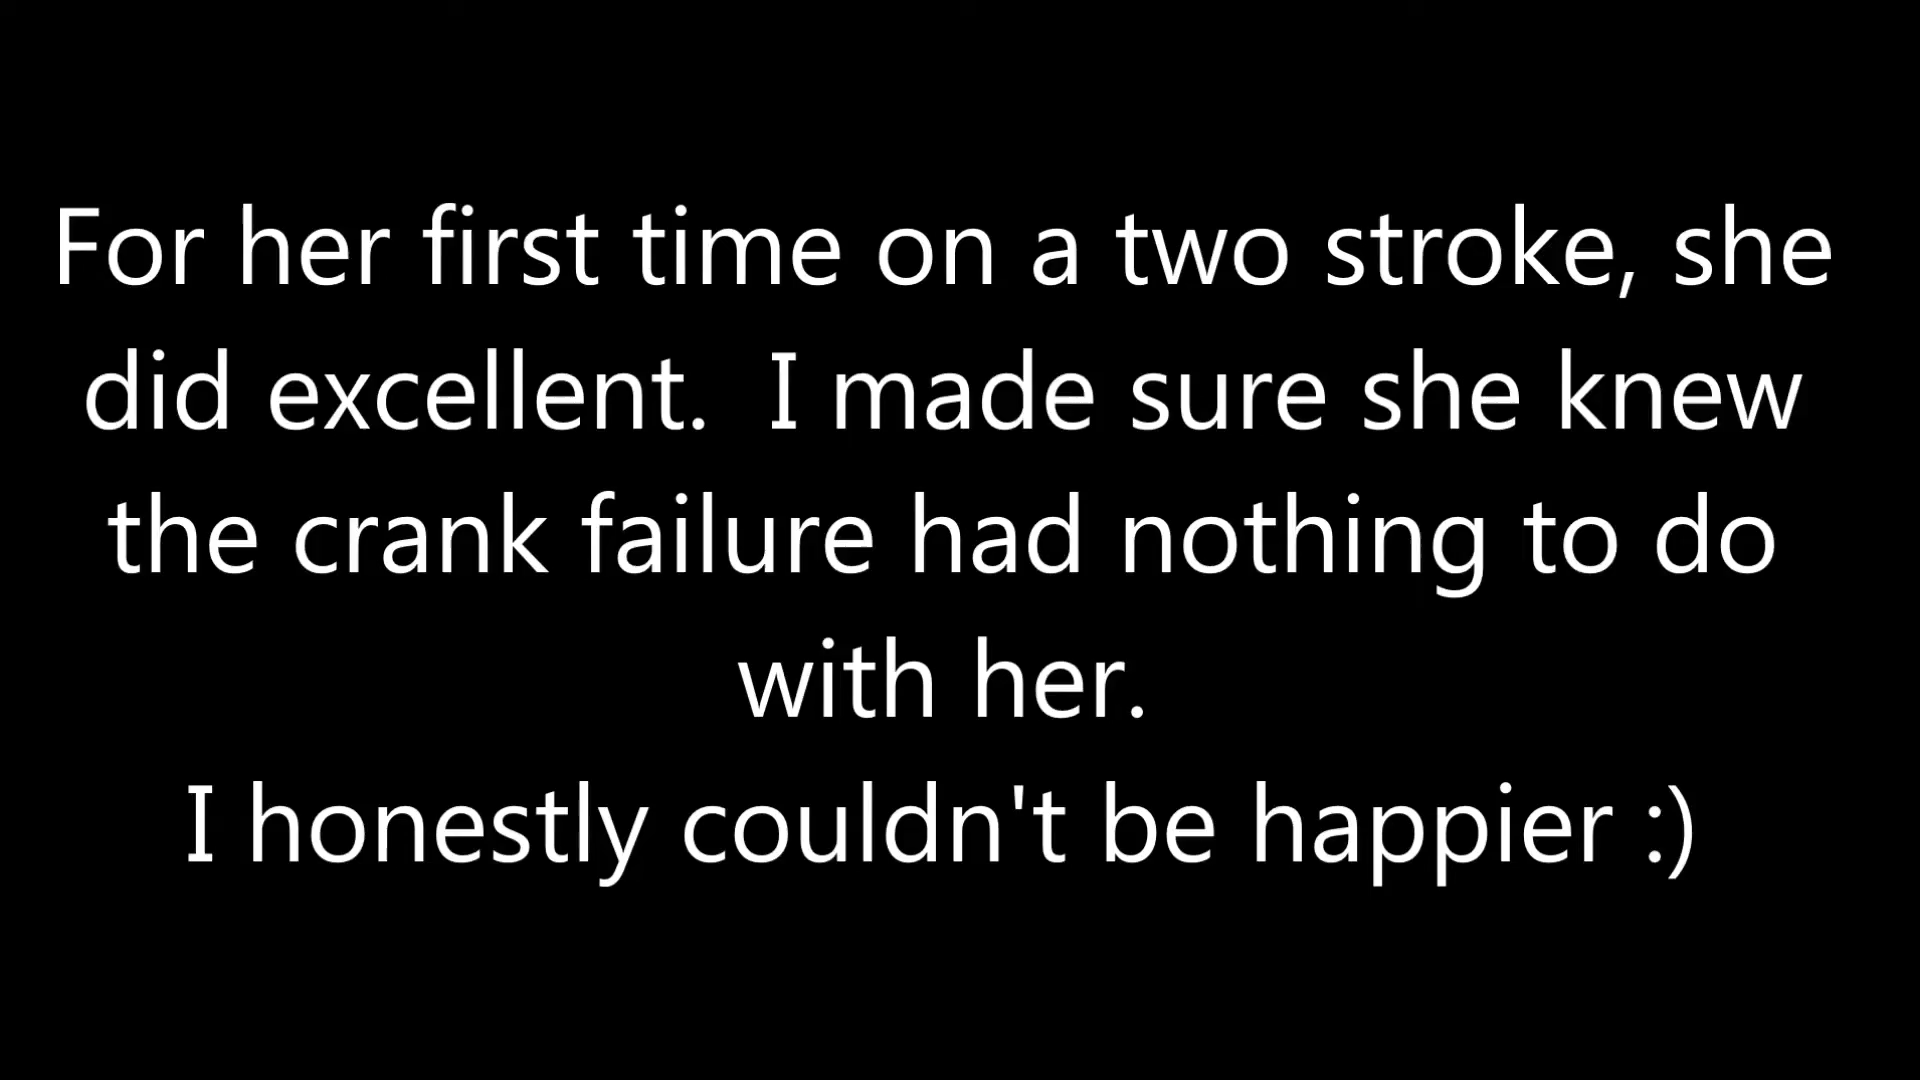 For her first time on a two stroke, she
did excellent.  I made sure she knew
the crank failure had nothing to do
with her.
I honestly couldn't be happier :)